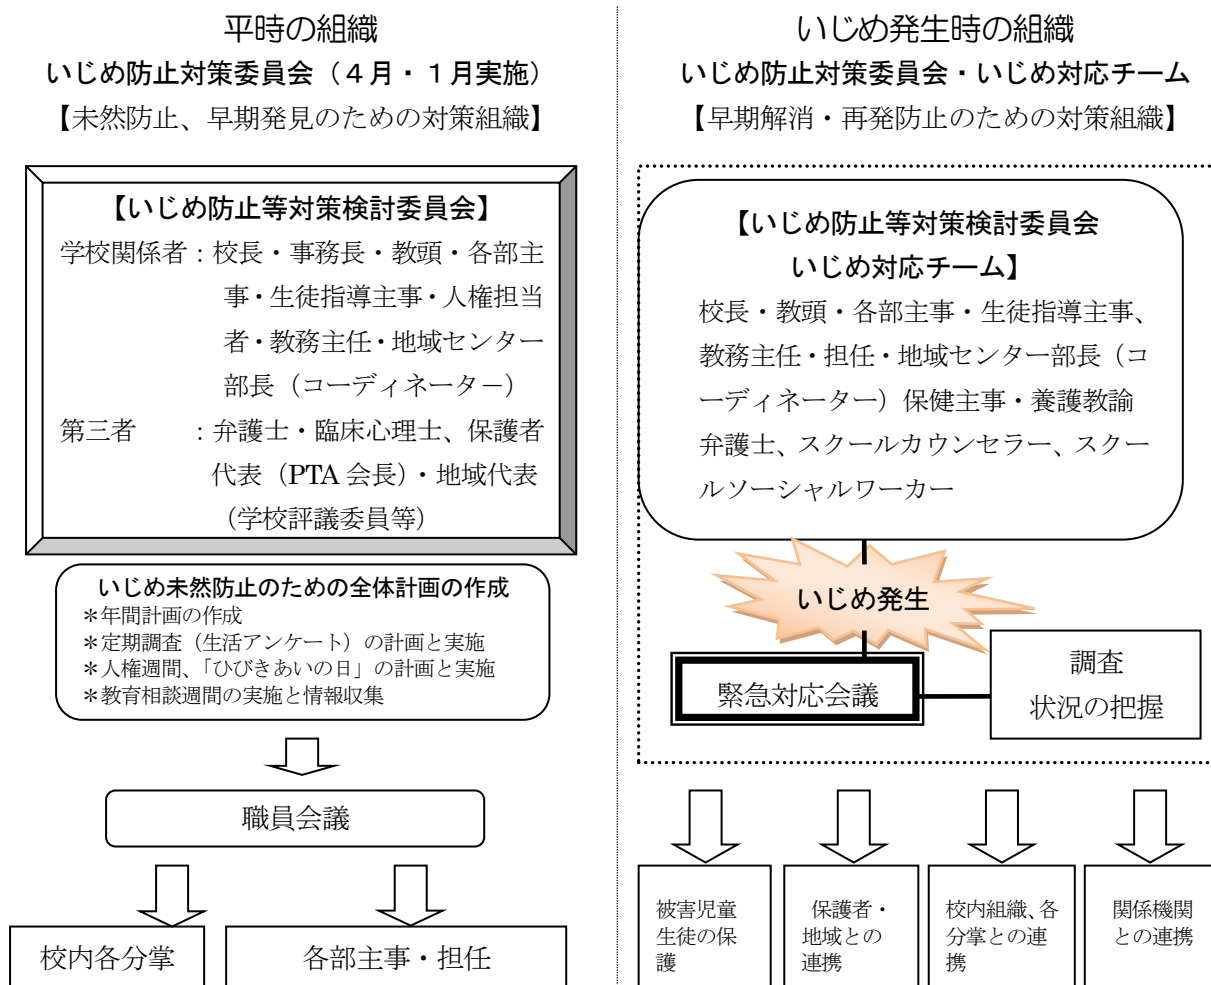 平時の組織
いじめ防止対策委員会（４月・１月実施）
【未然防止、早期発見のための対策組織】
【いじめ防止等対策検討委員会】
学校関係者：校長・事務長・教頭・各部主
事・生徒指導主事・人権担当
者・教務主任・地域センター
部長（コーディネータ－）
第三者　　：弁護士・臨床心理士、保護者
代表（PTA 会長）・地域代表
（学校評議委員等）
いじめ未然防止のための全体計画の作成
＊年間計画の作成
＊定期調査（生活アンケート）の計画と実施
＊人権週間、「ひびきあいの日」の計画と実施
＊教育相談週間の実施と情報収集
職員会議
校内各分掌
各部主事・担任
いじめ発生時の組織
いじめ防止対策委員会・いじめ対応チーム
【早期解消・再発防止のための対策組織】
【いじめ防止等対策検討委員会
いじめ対応チーム】
校長・教頭・各部主事・生徒指導主事、
教務主任・担任・地域センター部長（コ
ーディネーター）保健主事・養護教諭
弁護士、スクールカウンセラー、スクー
ルソーシャルワーカー
いじめ発生
緊急対応会議
調査
状況の把握
被害児童
生徒の保
護
保護者・
地域との
連携
校内組織、各
分掌との連
携
関係機関
との連携